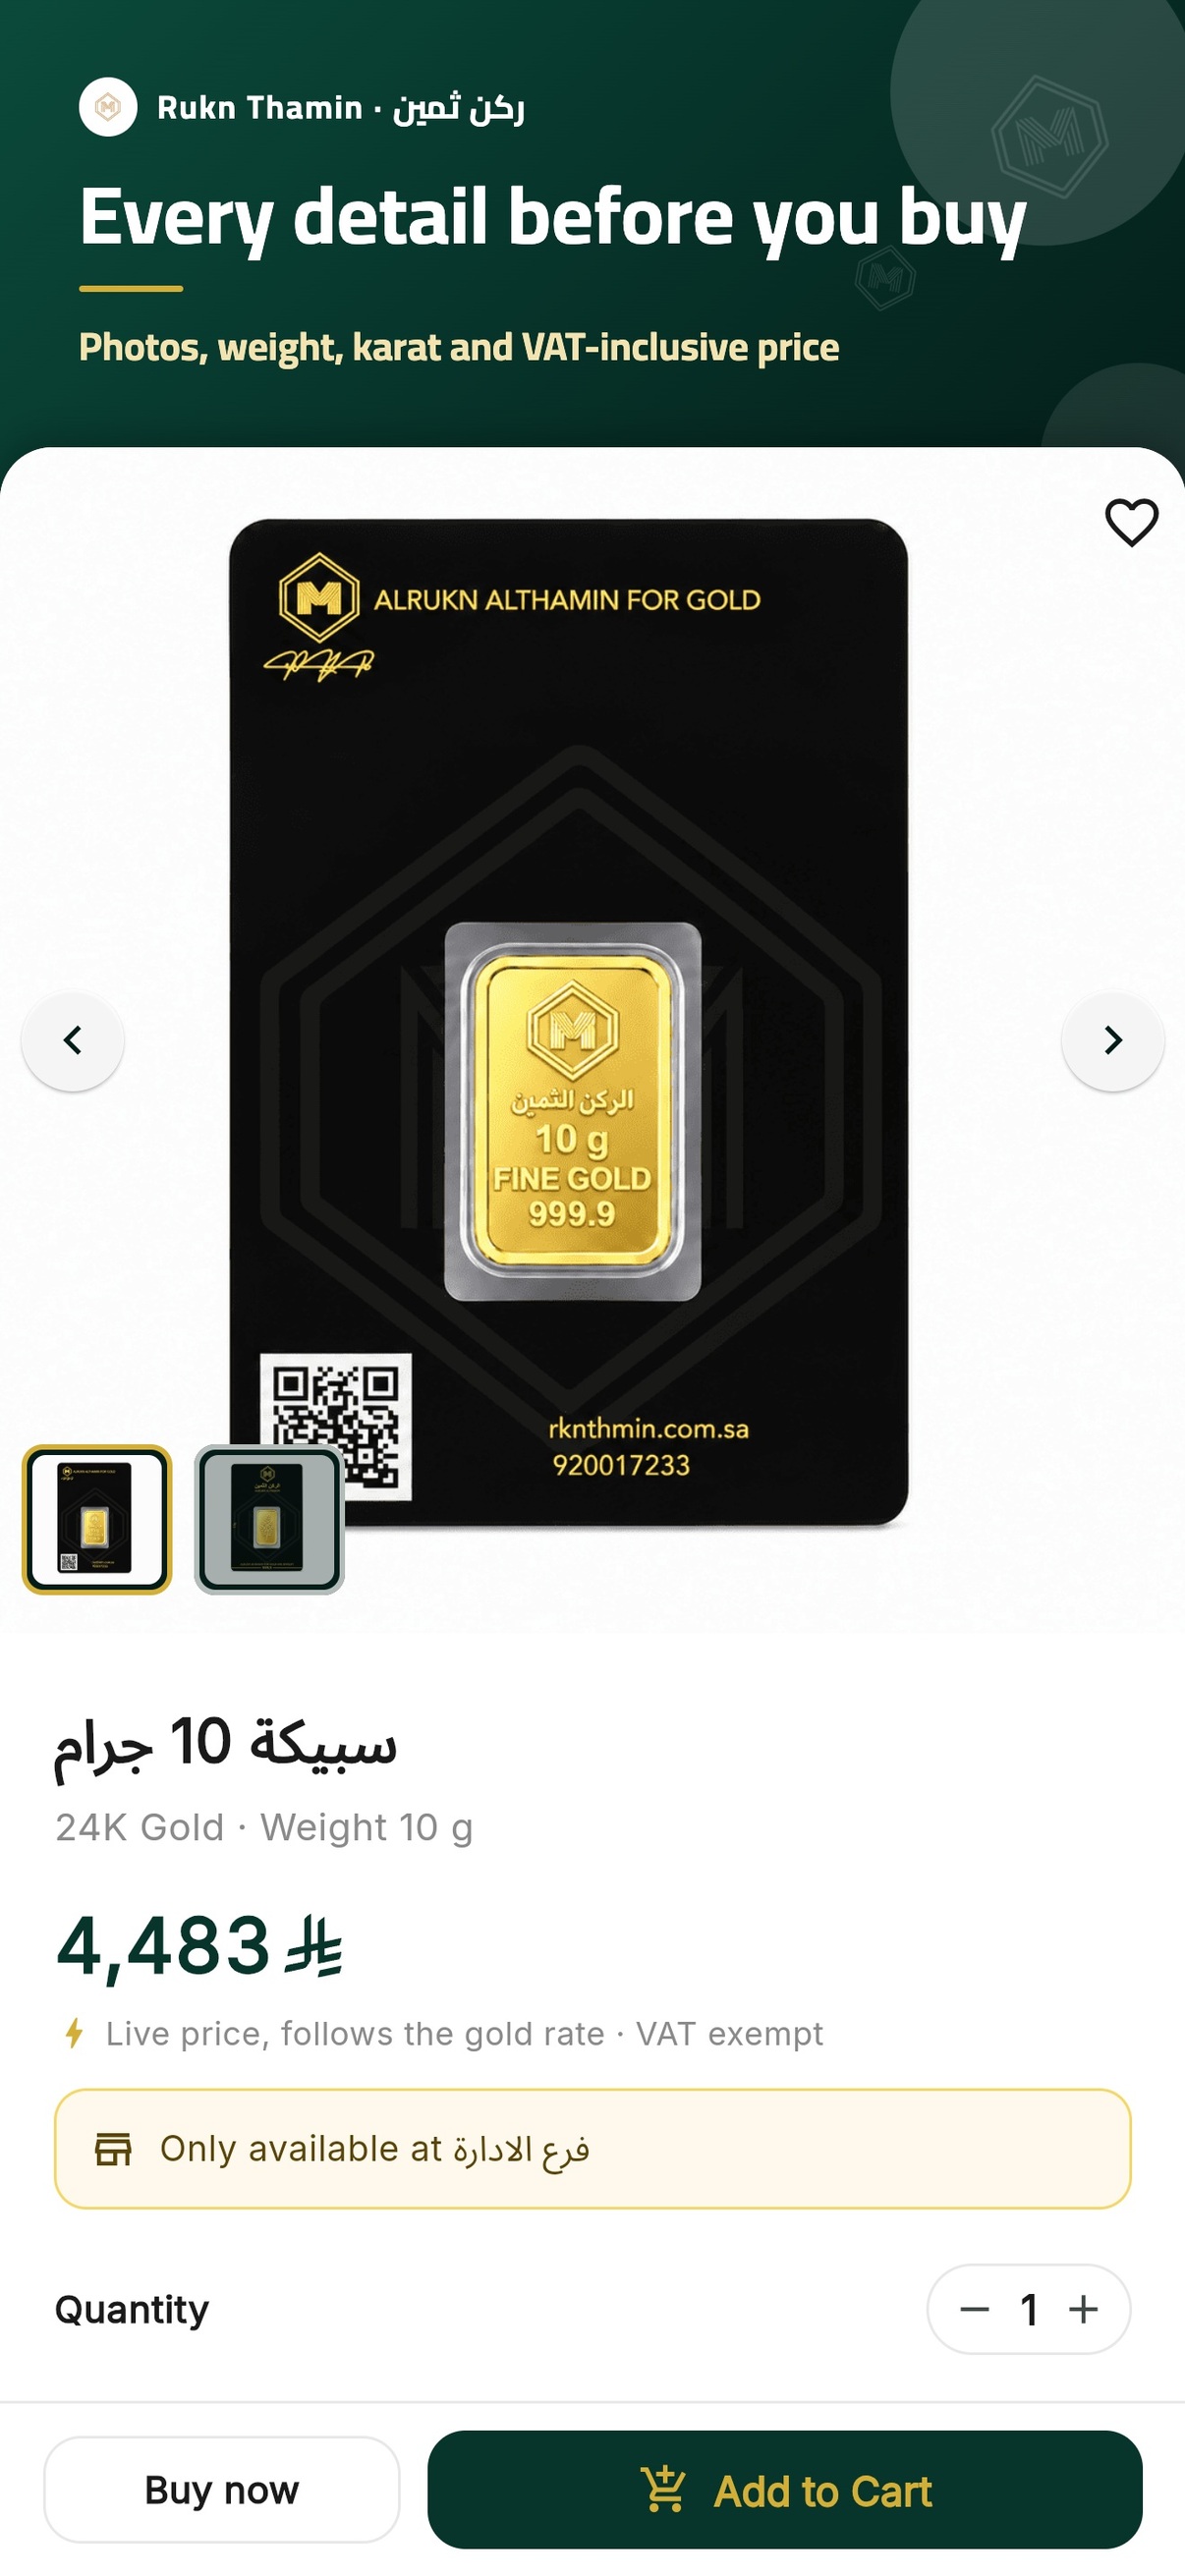 Rukn Thamin · ركن ثمين
Every detail before you buy
Photos, weight, karat and VAT-inclusive price
ALRUKN ALTHAMIN FOR GOLD
الركن الثمين
10 g
FINE GOLD
999.9
rknthmin.com.sa
920017233
سبيكة 10 جرام
24K Gold · Weight 10 g
4,483
Live price, follows the gold rate · VAT exempt
Only available at فرع الادارة
Quantity
1
Buy now
Add to Cart